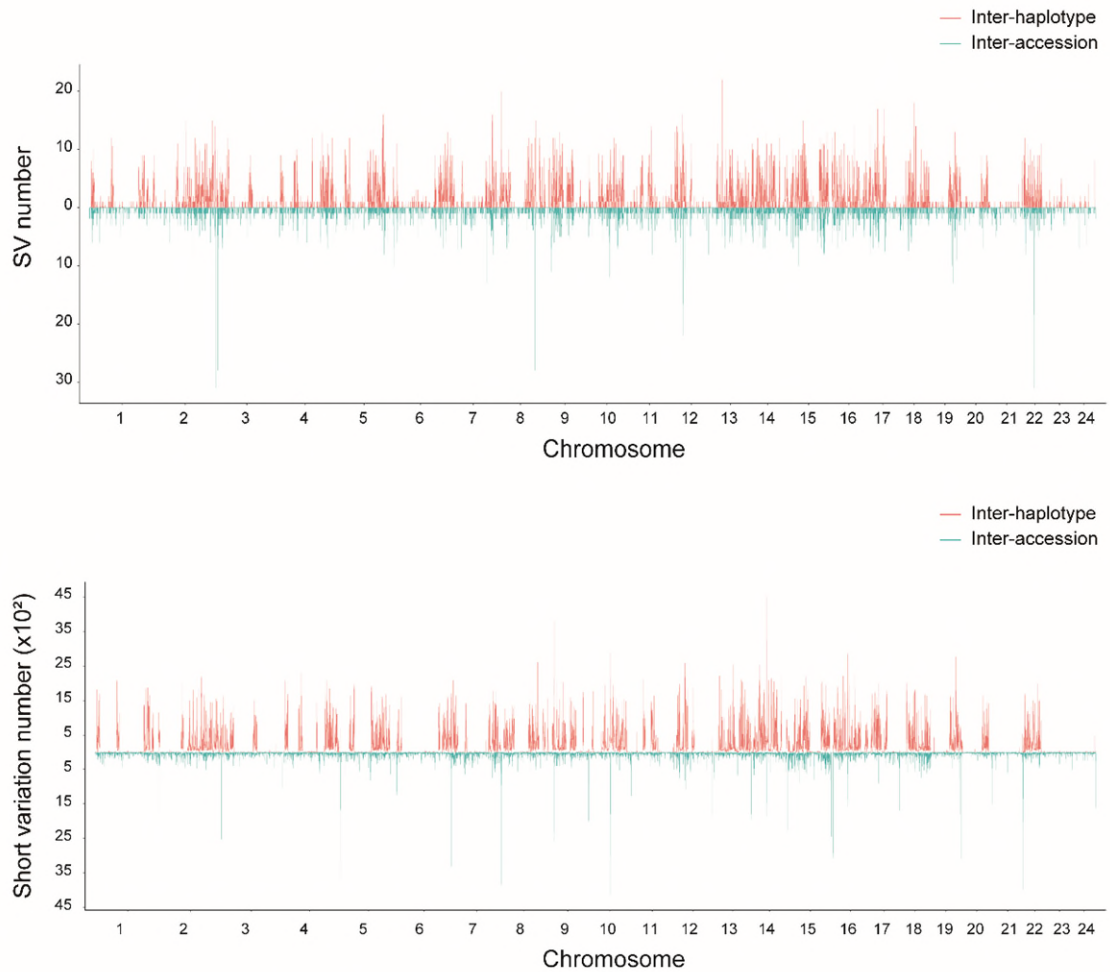 Inter-haplotype
Inter-accession
SV number
20
10
0
10
20
30
1 2 3 4 5 6 7 8 9 10 11 12 13 14 15 16 17 18 19 20 21 22 23 24
Chromosome
Inter-haplotype
Inter-accession
Short variation number (x10²)
45
35
25
15
5
5
15
25
35
45
1 2 3 4 5 6 7 8 9 10 11 12 13 14 15 16 17 18 19 20 21 22 23 24
Chromosome